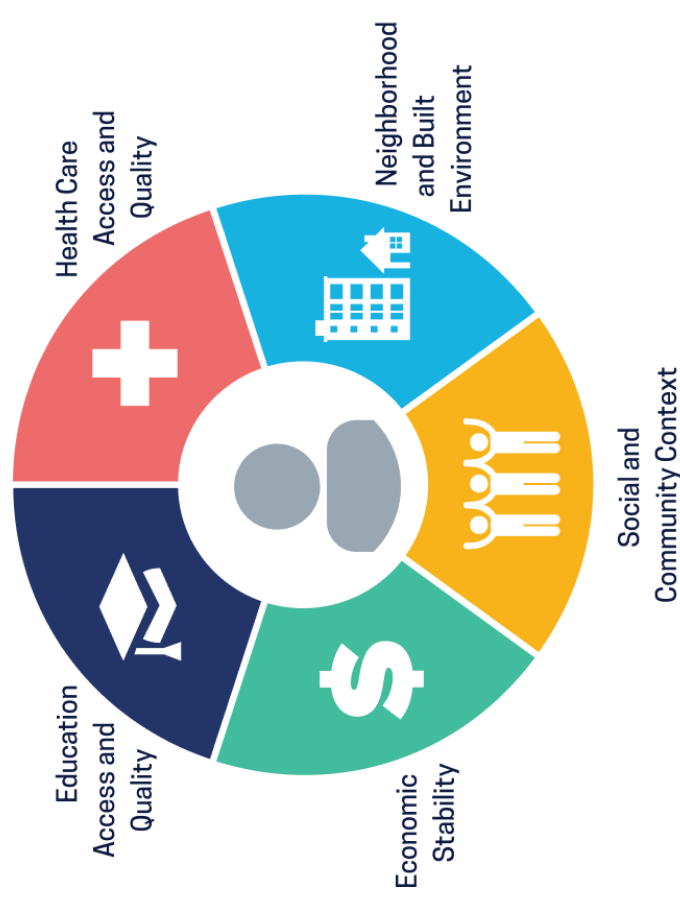 Education
Access and
Quality
Health Care
Access and
Quality
Neighborhood
and Built
Environment
Economic
Stability
Social and
Community Context